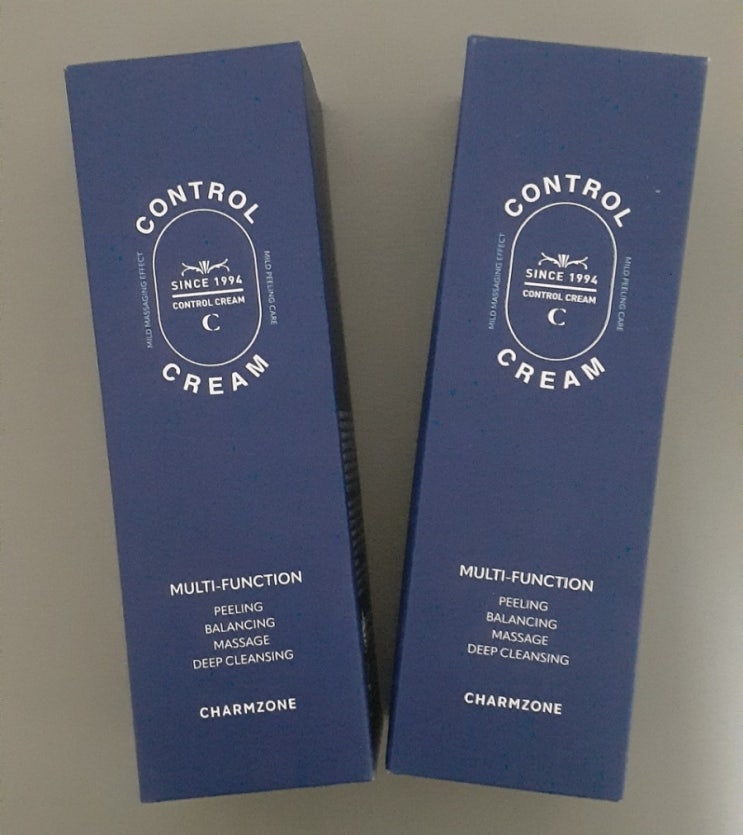 CONTROL
MILD MASSAGING EFFECT
SINCE 1994
CONTROL CREAM
C
MILD PEELING CARE
CREAM
MULTI-FUNCTION
PEELING
BALANCING
MASSAGE
DEEP CLEANSING
CHARMZONE
CONTROL
MILD MASSAGING EFFECT
SINCE 1994
CONTROL CREAM
C
MILD PEELING CARE
CREAM
MULTI-FUNCTION
PEELING
BALANCING
MASSAGE
DEEP CLEANSING
CHARMZONE